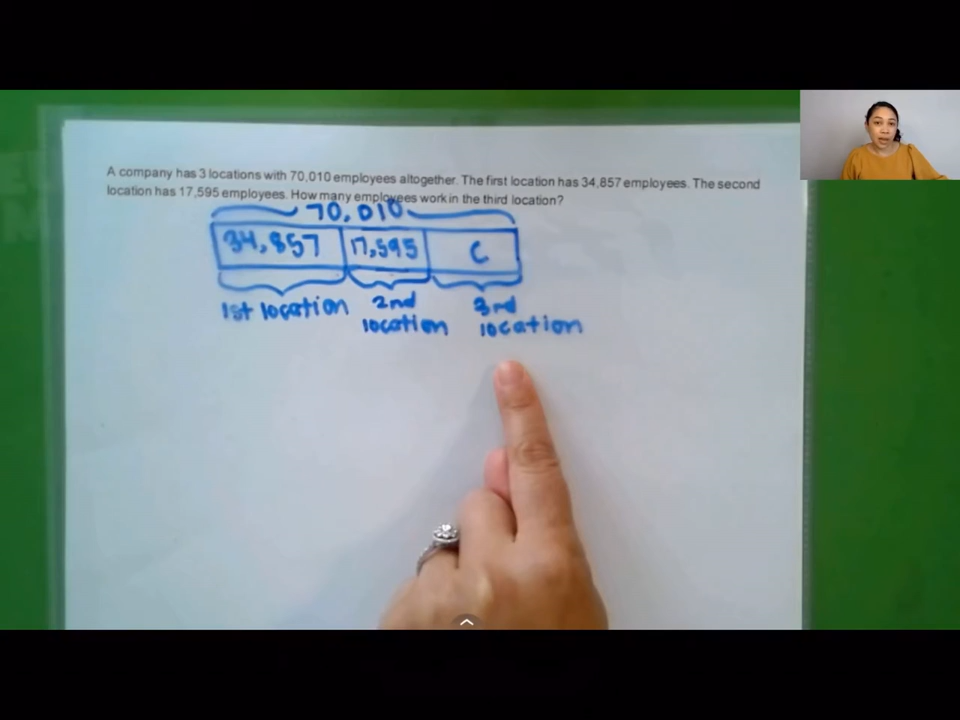 A company has 3 locations with 70,010 employees altogether. The first location has 34,857 employees. The second
location has 17,595 employees. How many employees work in the third location?
70,010
34,857 17,595 C
1st location 2nd location 3rd location